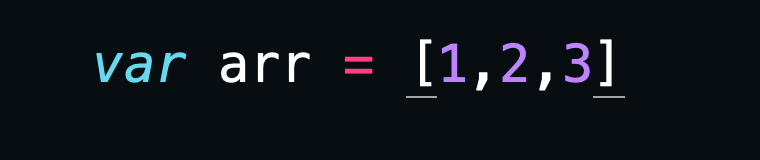 var arr = [1,2,3]